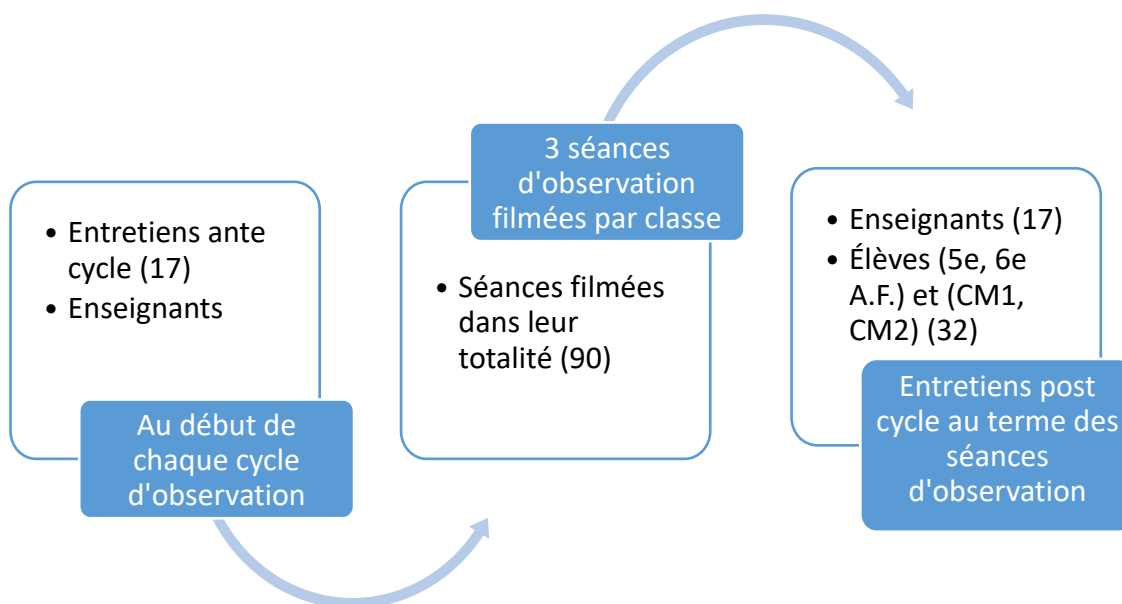 • Entretiens ante
cycle (17)
• Enseignants
Au début de
chaque cycle
d'observation
3 séances
d'observation
filmées par classe
• Séances filmées
dans leur
totalité (90)
• Enseignants (17)
• Élèves (5e, 6e
A.F.) et (CM1,
CM2) (32)
Entretiens post
cycle au terme des
séances
d'observation